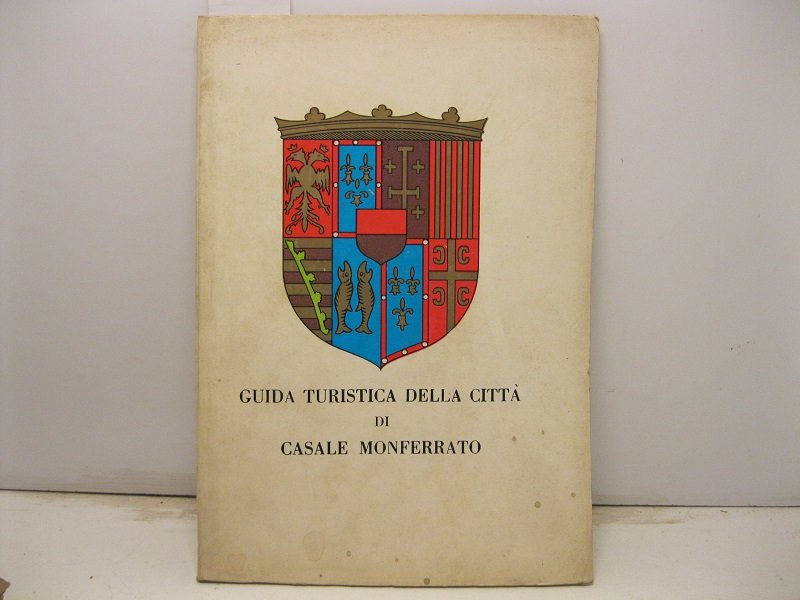 GUIDA TURISTICA DELLA CITTÀ
DI
CASALE MONFERRATO